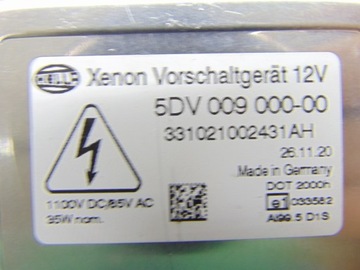 HELLA Xenon Vorschaltgerät 12V
5DV 009 000-00
331021002431AH
26.11.20
Made in Germany
DOT 2000h
1100V DC/85V AC
35W nom.
e1 033582
Al99.5 D1S